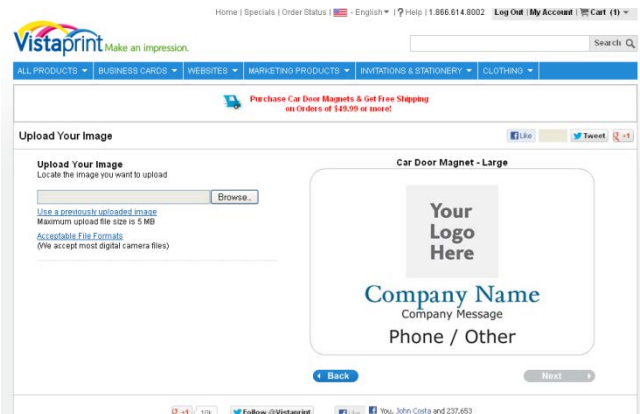 Home | Specials | Order Status | - English | ? Help | 1.866.614.8002 Log Out | My Account | Cart (1)
Vistaprint Make an impression.
Search
ALL PRODUCTS BUSINESS CARDS WEBSITES MARKETING PRODUCTS INVITATIONS & STATIONERY CLOTHING
Purchase Car Door Magnets & Get Free Shipping
on Orders of $49.99 or more!
Upload Your Image
Like Tweet +1
Upload Your Image
Locate the image you want to upload
Browse...
Use a previously uploaded image
Maximum upload file size is 5 MB
Acceptable File Formats
(We accept most digital camera files)
Car Door Magnet - Large
Your
Logo
Here
Company Name
Company Message
Phone / Other
Back Next
+1 10k Follow @Vistaprint Like You, John Costa and 237,653